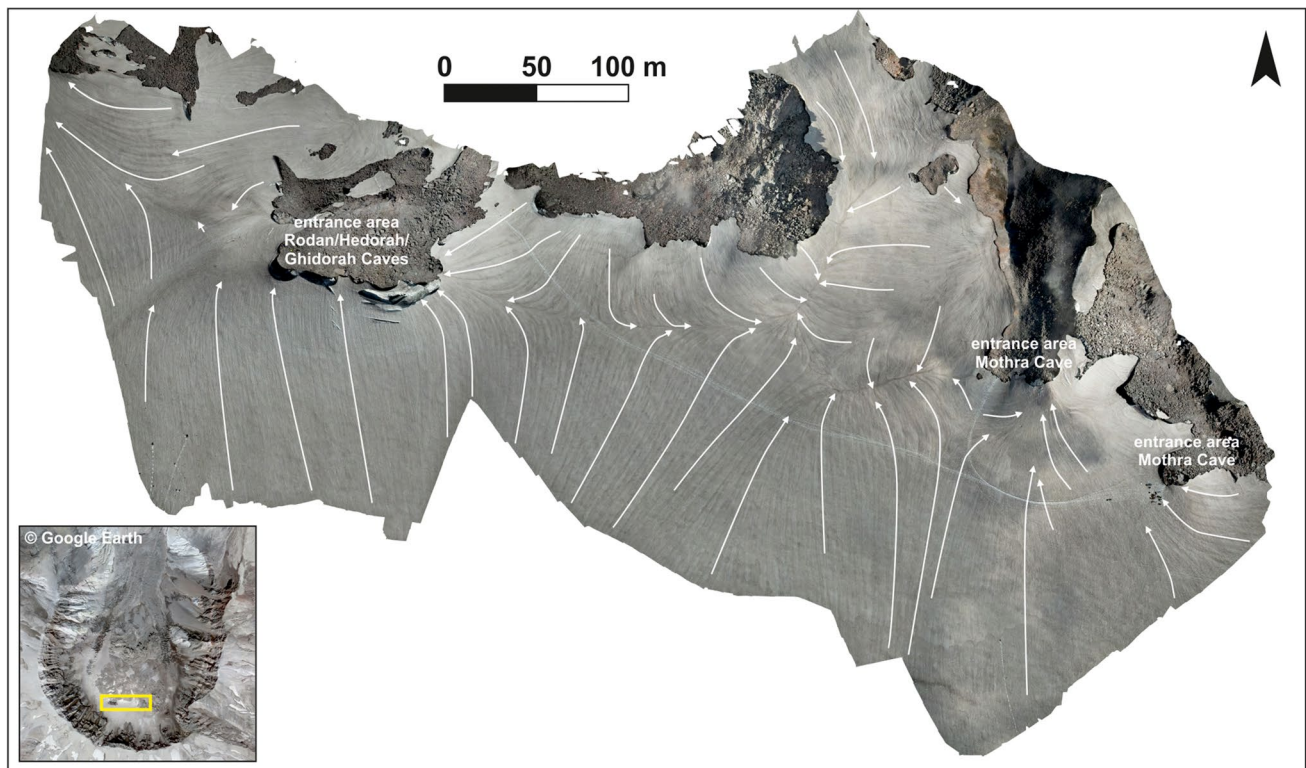 0 50 100 m
entrance area
Rodan/Hedorah/
Ghidorah Caves
entrance area
Mothra Cave
entrance area
Mothra Cave
© Google Earth